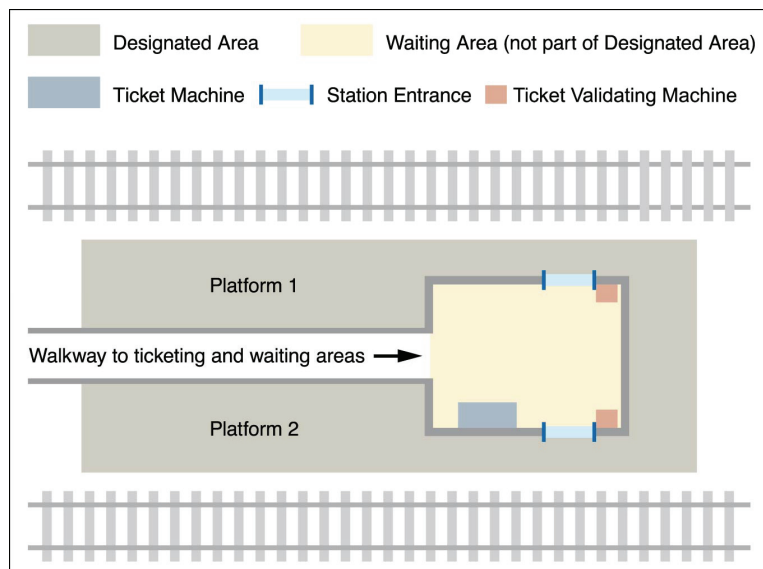 Designated Area
Waiting Area (not part of Designated Area)
Ticket Machine
Station Entrance
Ticket Validating Machine
Platform 1
Walkway to ticketing and waiting areas
Platform 2